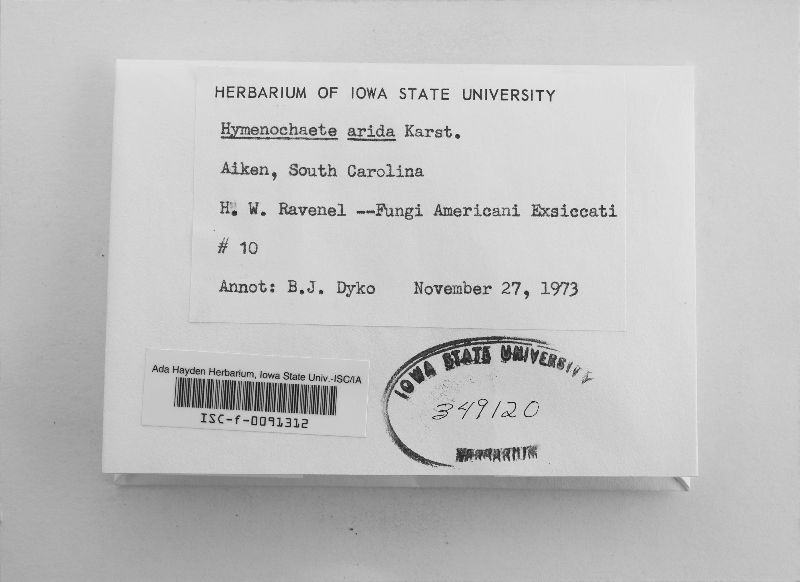 HERBARIUM OF IOWA STATE UNIVERSITY
Hymenochaete arida Karst.
Aiken, South Carolina
H. W. Ravenel --Fungi Americani Exsiccati
# 10
Annot: B.J. Dyko November 27, 1973
Ada Hayden Herbarium, Iowa State Univ.-ISC/IA
ISC-f-0091312
IOWA STATE UNIVERSITY
349120
HERBARIUM